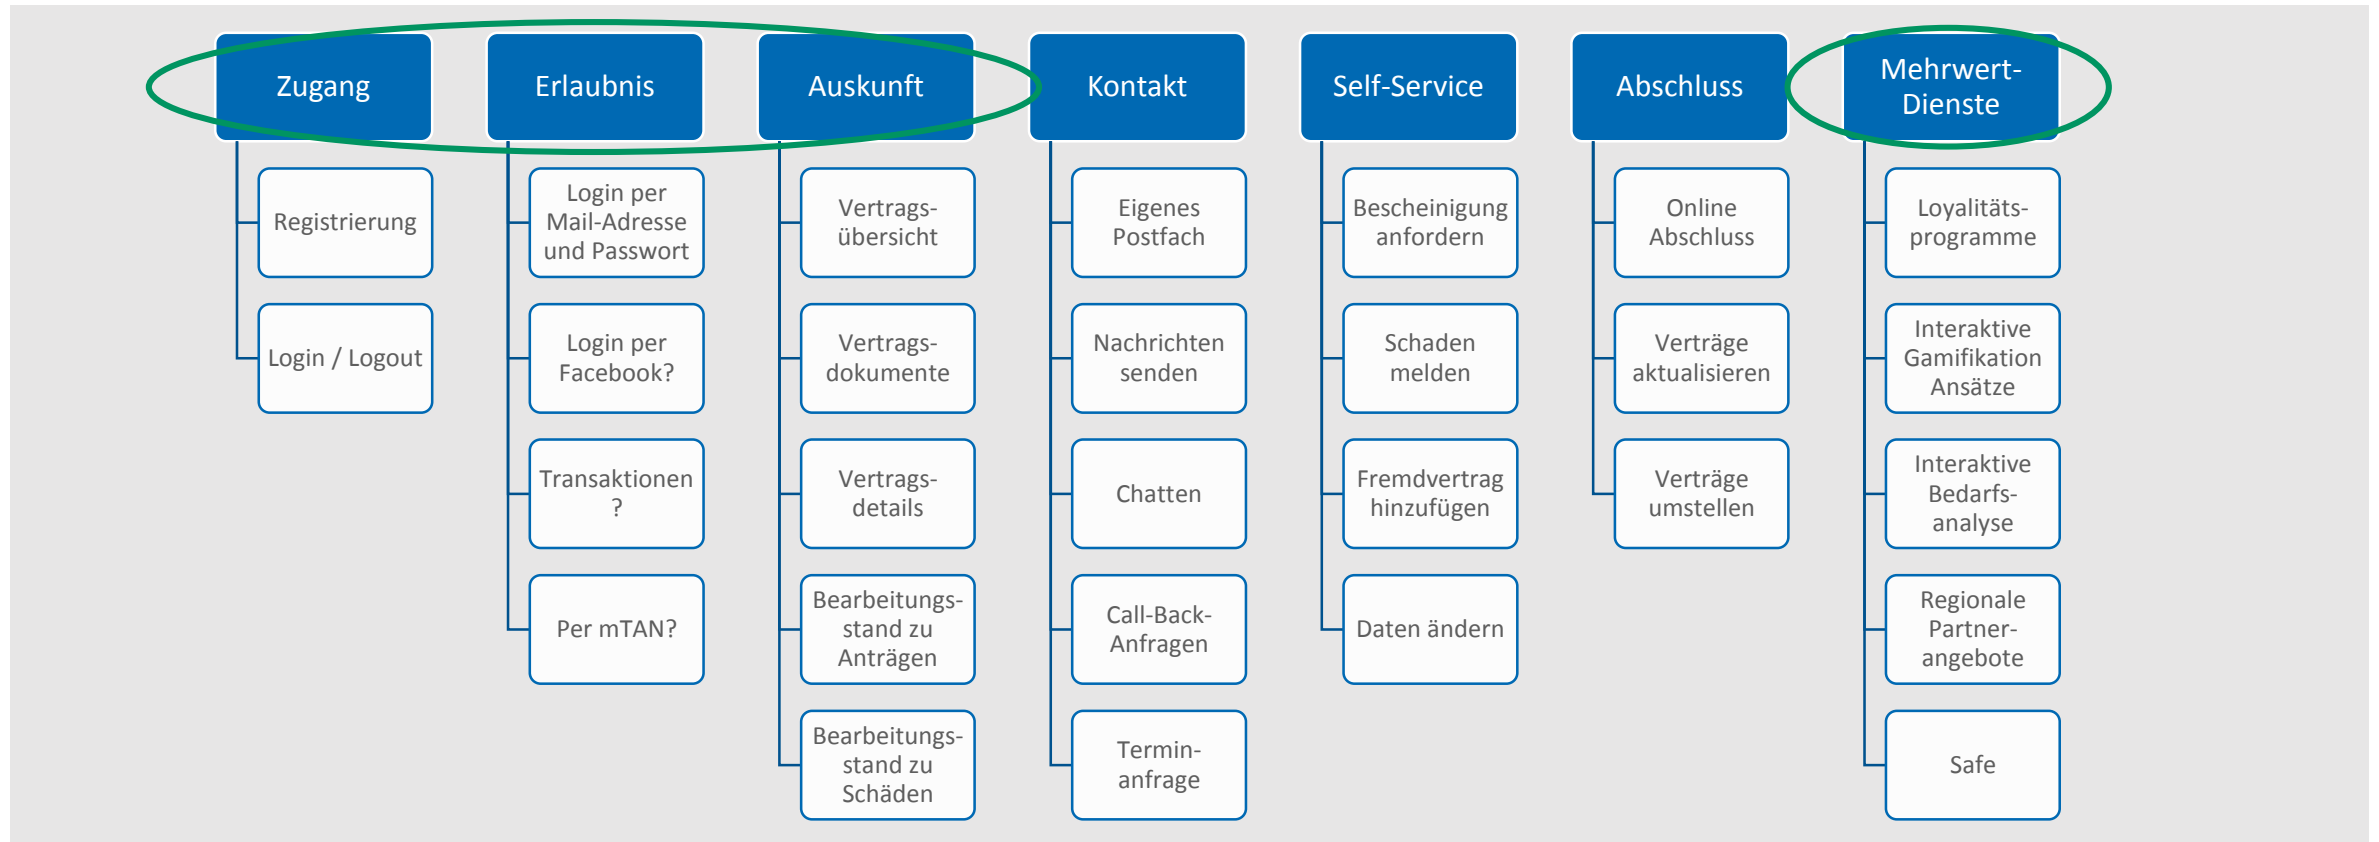 Zugang
Erlaubnis
Auskunft
Kontakt
Self-Service
Abschluss
Mehrwert-
Dienste
Registrierung
Login / Logout
Login per
Mail-Adresse
und Passwort
Login per
Facebook?
Transaktionen
?
Per mTAN?
Vertrags-
übersicht
Vertrags-
dokumente
Vertrags-
details
Bearbeitungs-
stand zu
Anträgen
Bearbeitungs-
stand zu
Schäden
Eigenes
Postfach
Nachrichten
senden
Chatten
Call-Back-
Anfragen
Termin-
anfrage
Bescheinigung
anfordern
Schaden
melden
Fremdvertrag
hinzufügen
Daten ändern
Online
Abschluss
Verträge
aktualisieren
Verträge
umstellen
Loyalitäts-
programme
Interaktive
Gamifikation
Ansätze
Interaktive
Bedarfs-
analyse
Regionale
Partner-
angebote
Safe